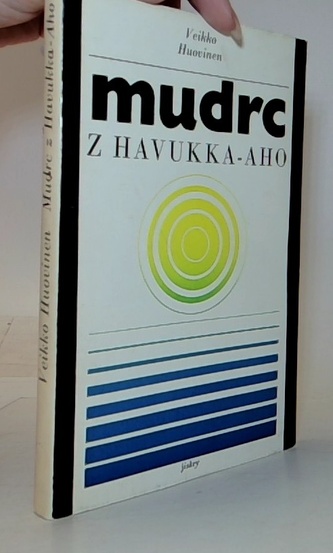 Veikko
Huovinen
mudrc
Z HAVUKKA-AHO
jiskry
Veikko Huovinen Mudrc z Havukka-Aho